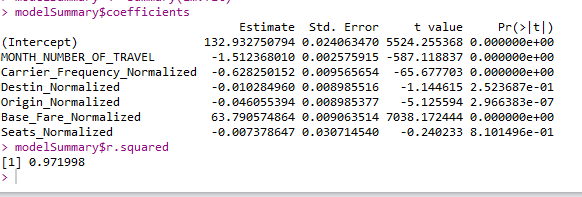 > modelSummary$coefficients
Estimate Std. Error t value Pr(>|t|)
(Intercept) 132.932750794 0.024063470 5524.255368 0.000000e+00
MONTH_NUMBER_OF_TRAVEL -1.512368010 0.002575915 -587.118837 0.000000e+00
Carrier_Frequency_Normalized -0.628250152 0.009565654 -65.677703 0.000000e+00
Destin_Normalized -0.010284960 0.008985516 -1.144615 2.523687e-01
Origin_Normalized -0.046055394 0.008985377 -5.125594 2.966383e-07
Base_Fare_Normalized 63.790574864 0.009063514 7038.172444 0.000000e+00
Seats_Normalized -0.007378647 0.030714540 -0.240233 8.101496e-01
> modelSummary$r.squared
[1] 0.971998
>